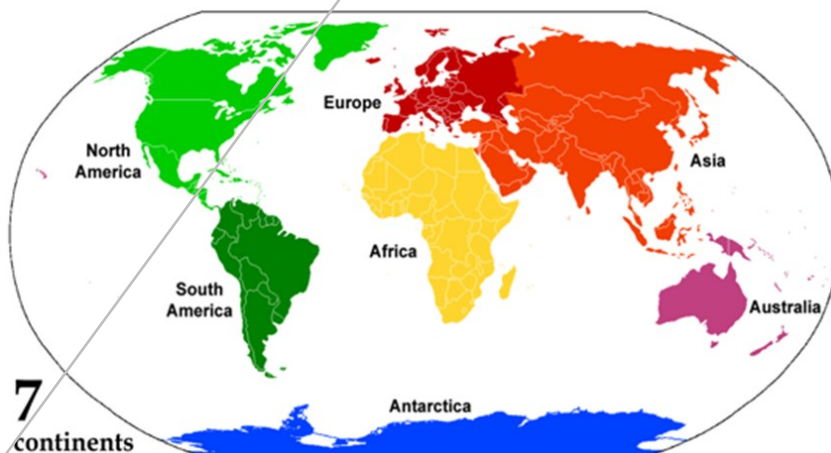 Europe
North
America
Asia
Africa
South
America
Australia
Antarctica
7
continents